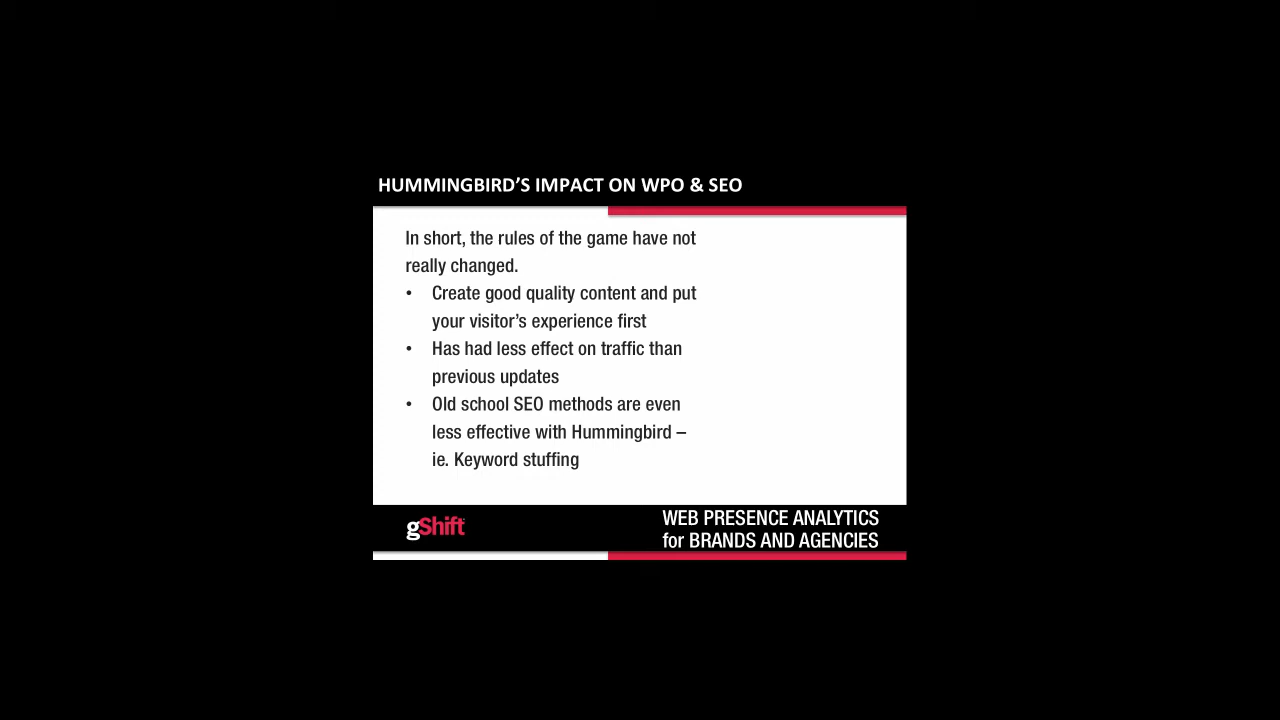 HUMMINGBIRD’S IMPACT ON WPO & SEO
In short, the rules of the game have not
really changed.
• Create good quality content and put
your visitor’s experience first
• Has had less effect on traffic than
previous updates
• Old school SEO methods are even
less effective with Hummingbird –
ie. Keyword stuffing
gShift
WEB PRESENCE ANALYTICS
for BRANDS AND AGENCIES